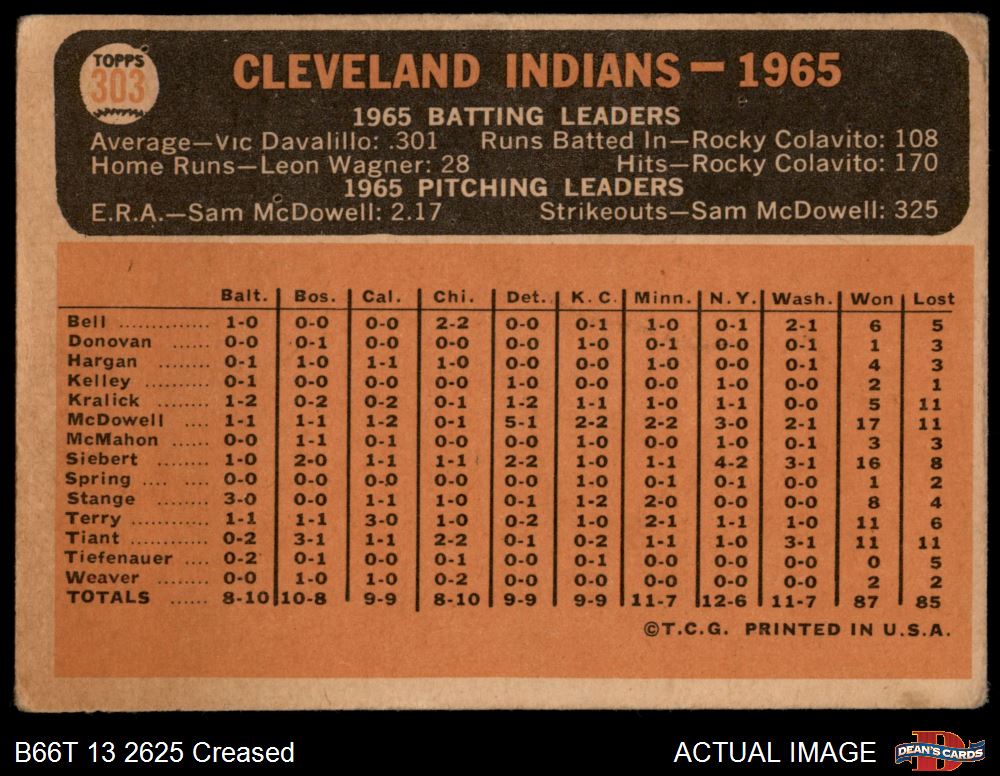 TOPPS
303
CLEVELAND INDIANS — 1965
1965 BATTING LEADERS
Average—Vic Davalillo: .301 Runs Batted In—Rocky Colavito: 108
Home Runs—Leon Wagner: 28 Hits—Rocky Colavito: 170
1965 PITCHING LEADERS
E.R.A.—Sam McDowell: 2.17 Strikeouts—Sam McDowell: 325
Balt. Bos. Cal. Chi. Det. K. C. Minn. N. Y. Wash. Won Lost
Bell .............. 1-0 0-0 0-0 2-2 0-0 0-1 1-0 0-1 2-1 6 5
Donovan ...... 0-0 0-1 0-0 0-0 0-0 1-0 0-1 0-0 0-1 1 3
Hargan ........ 0-1 1-0 1-1 1-0 0-0 0-0 0-0 0-0 0-1 4 3
Kelley .......... 0-1 0-0 0-0 0-0 1-0 0-0 0-0 1-0 0-0 2 1
Kralick ........ 1-2 0-2 0-2 0-1 1-2 1-1 1-0 1-1 0-0 5 11
McDowell .... 1-1 1-1 1-2 0-1 5-1 2-2 2-2 3-0 2-1 17 11
McMahon ...... 0-0 1-1 0-1 0-0 0-0 1-0 0-0 1-0 0-1 3 3
Siebert ........ 1-0 2-0 1-1 1-1 2-2 1-0 1-1 4-2 3-1 16 8
Spring .... .... 0-0 0-0 0-0 0-0 0-0 1-0 0-1 0-1 0-0 1 2
Stange ........ 3-0 0-0 1-1 1-0 0-1 1-2 2-0 0-0 0-0 8 4
Terry ............ 1-1 1-1 3-0 1-0 0-2 1-0 2-1 1-1 1-0 11 6
Tiant ............ 0-2 3-1 1-1 2-2 0-1 0-2 1-1 1-0 3-1 11 11
Tiefenauer .... 0-2 0-1 0-0 0-1 0-0 0-1 0-0 0-0 0-0 0 5
Weaver ........ 0-0 1-0 1-0 0-2 0-0 0-0 0-0 0-0 0-0 2 2
TOTALS ...... 8-10 10-8 9-9 8-10 9-9 9-9 11-7 12-6 11-7 87 85
©T.C.G. PRINTED IN U.S.A.
B66T 13 2625 Creased ACTUAL IMAGE
D
DEAN'S CARDS